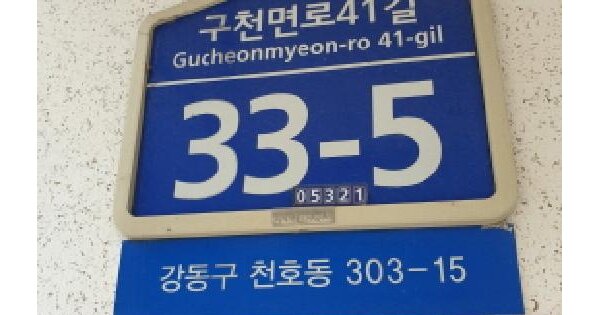 구천면로41길
Gucheonmyeon-ro 41-gil
33-5
05321
강동구 천호동 303-15